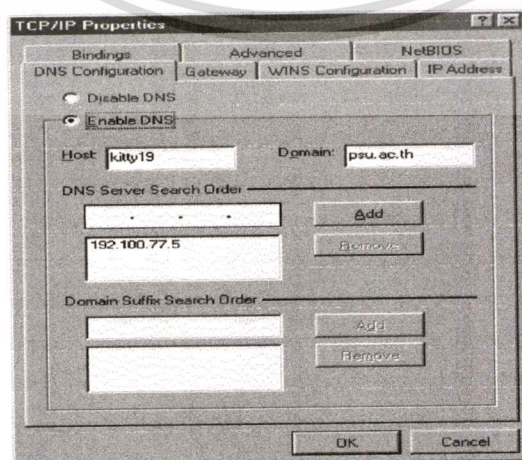 TCP/IP Properties
Bindings Advanced NetBIOS
DNS Configuration Gateway WINS Configuration IP Address
Disable DNS
Enable DNS
Host: kitty19 Domain: psu.ac.th
DNS Server Search Order
. . . Add
192.100.77.5 Remove
Domain Suffix Search Order
Add
Remove
OK Cancel